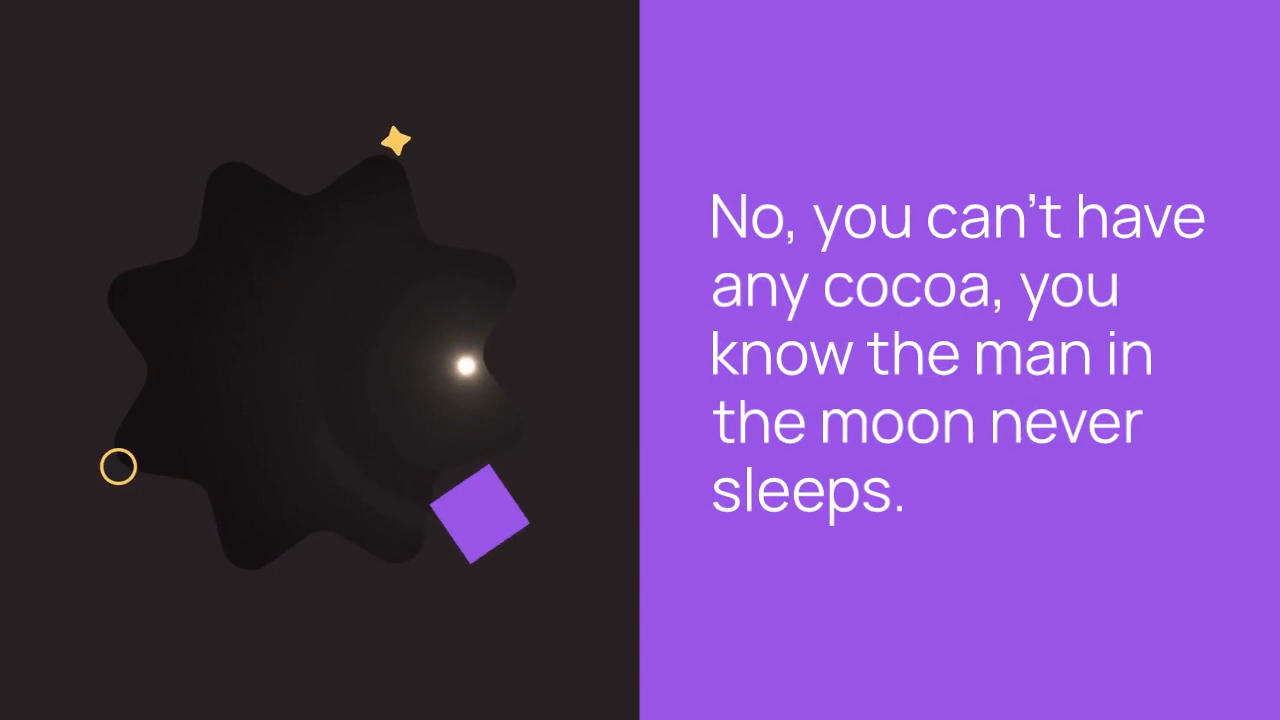 No, you can’t have
any cocoa, you
know the man in
the moon never
sleeps.